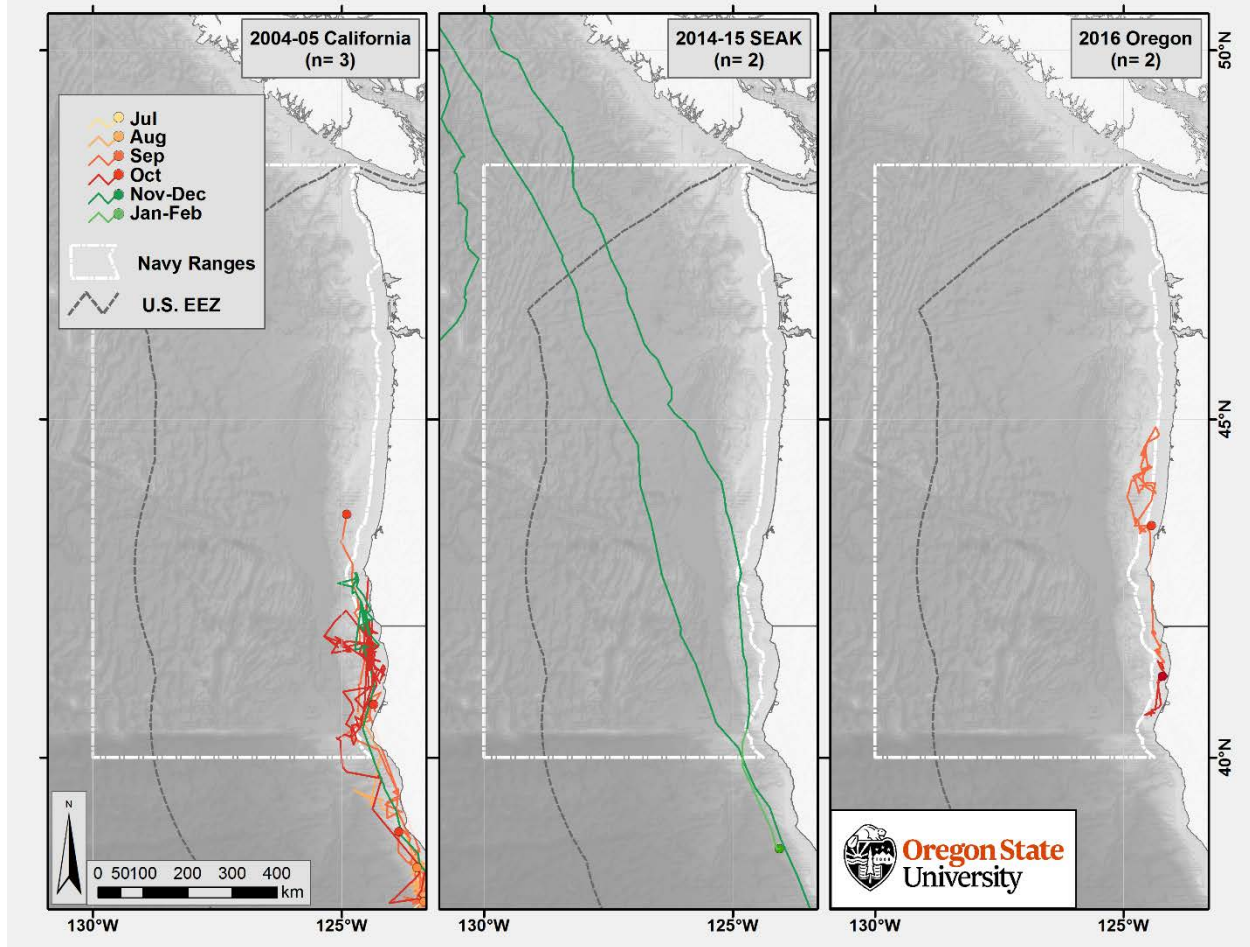 2004-05 California
(n= 3)
2014-15 SEAK
(n= 2)
2016 Oregon
(n= 2)
50°N
Jul
Aug
Sep
Oct
Nov-Dec
Jan-Feb
Navy Ranges
U.S. EEZ
45°N
40°N
N
0 50100 200 300 400
km
Oregon State
University
130°W 125°W 130°W 125°W 130°W 125°W